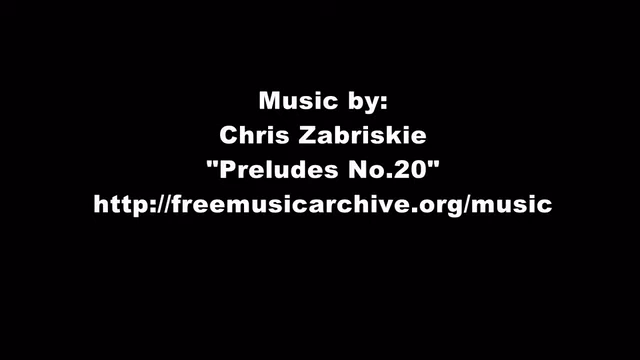 Music by:
Chris Zabriskie
"Preludes No.20"
http://freemusicarchive.org/music